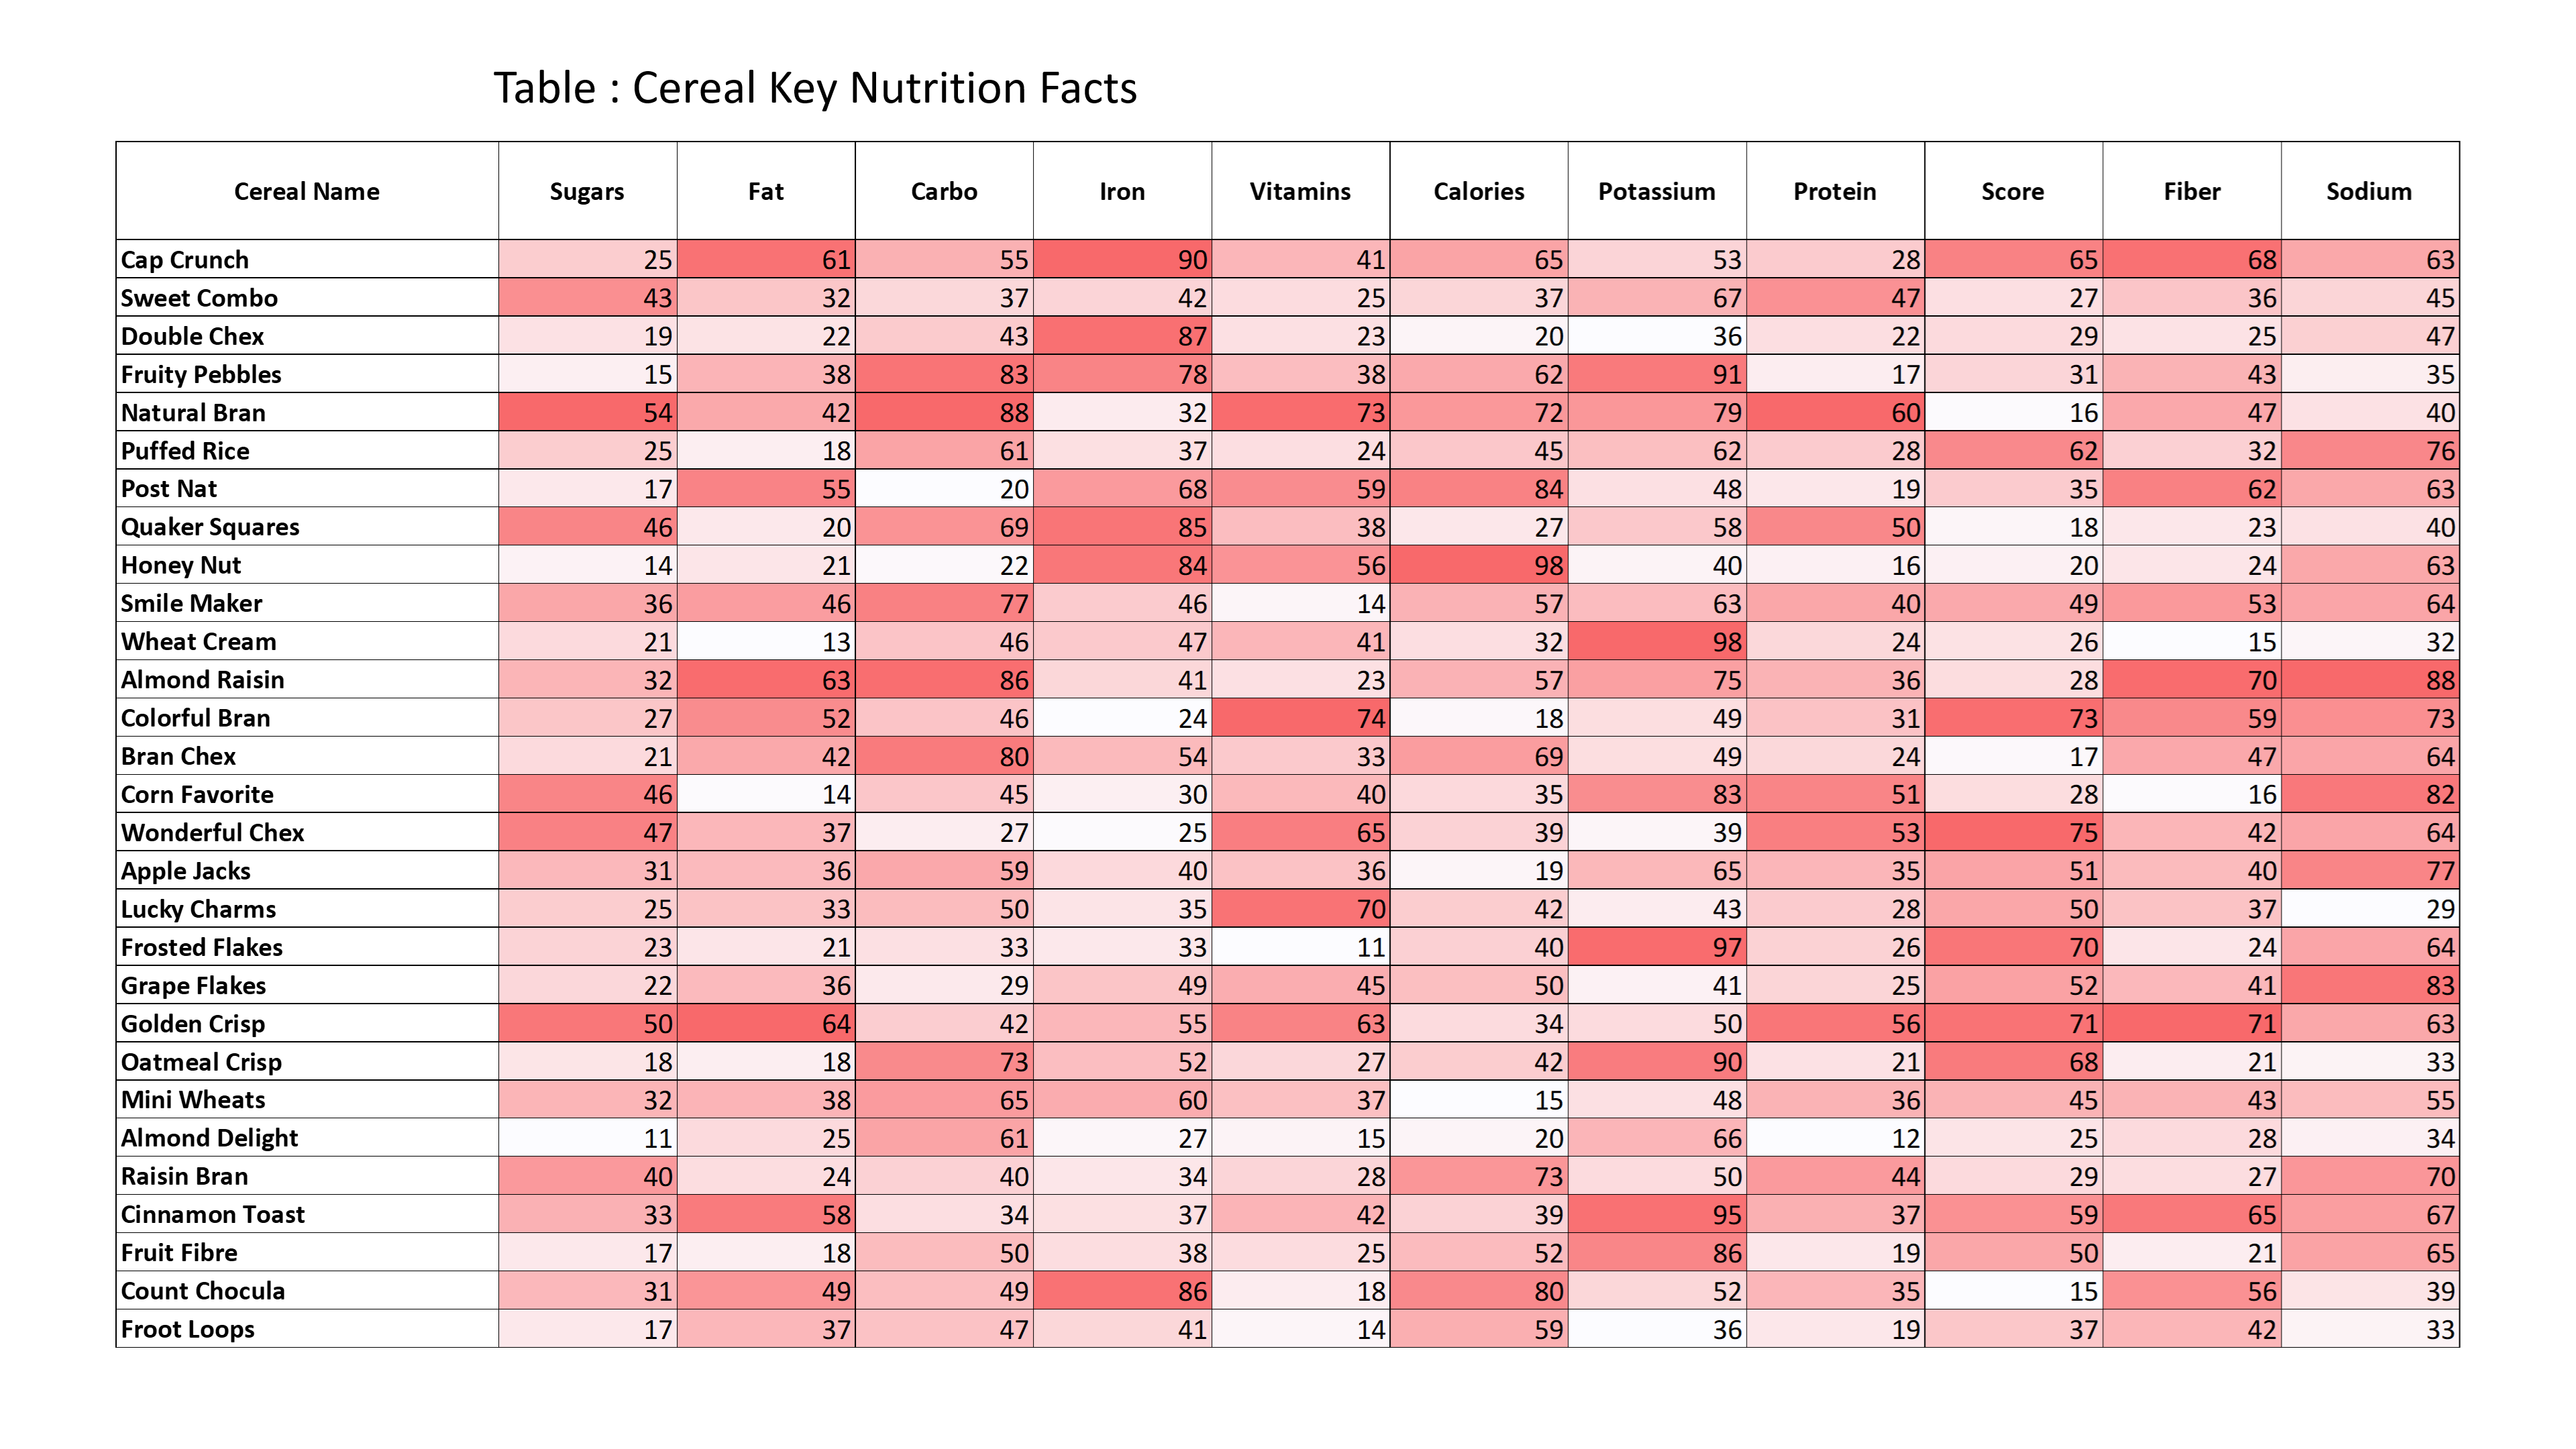 Table : Cereal Key Nutrition Facts
Cereal Name Sugars Fat Carbo Iron Vitamins Calories Potassium Protein Score Fiber Sodium
Cap Crunch 25 61 55 90 41 65 53 28 65 68 63
Sweet Combo 43 32 37 42 25 37 67 47 27 36 45
Double Chex 19 22 43 87 23 20 36 22 29 25 47
Fruity Pebbles 15 38 83 78 38 62 91 17 31 43 35
Natural Bran 54 42 88 32 73 72 79 60 16 47 40
Puffed Rice 25 18 61 37 24 45 62 28 62 32 76
Post Nat 17 55 20 68 59 84 48 19 35 62 63
Quaker Squares 46 20 69 85 38 27 58 50 18 23 40
Honey Nut 14 21 22 84 56 98 40 16 20 24 63
Smile Maker 36 46 77 46 14 57 63 40 49 53 64
Wheat Cream 21 13 46 47 41 32 98 24 26 15 32
Almond Raisin 32 63 86 41 23 57 75 36 28 70 88
Colorful Bran 27 52 46 24 74 18 49 31 73 59 73
Bran Chex 21 42 80 54 33 69 49 24 17 47 64
Corn Favorite 46 14 45 30 40 35 83 51 28 16 82
Wonderful Chex 47 37 27 25 65 39 39 53 75 42 64
Apple Jacks 31 36 59 40 36 19 65 35 51 40 77
Lucky Charms 25 33 50 35 70 42 43 28 50 37 29
Frosted Flakes 23 21 33 33 11 40 97 26 70 24 64
Grape Flakes 22 36 29 49 45 50 41 25 52 41 83
Golden Crisp 50 64 42 55 63 34 50 56 71 71 63
Oatmeal Crisp 18 18 73 52 27 42 90 21 68 21 33
Mini Wheats 32 38 65 60 37 15 48 36 45 43 55
Almond Delight 11 25 61 27 15 20 66 12 25 28 34
Raisin Bran 40 24 40 34 28 73 50 44 29 27 70
Cinnamon Toast 33 58 34 37 42 39 95 37 59 65 67
Fruit Fibre 17 18 50 38 25 52 86 19 50 21 65
Count Chocula 31 49 49 86 18 80 52 35 15 56 39
Froot Loops 17 37 47 41 14 59 36 19 37 42 33